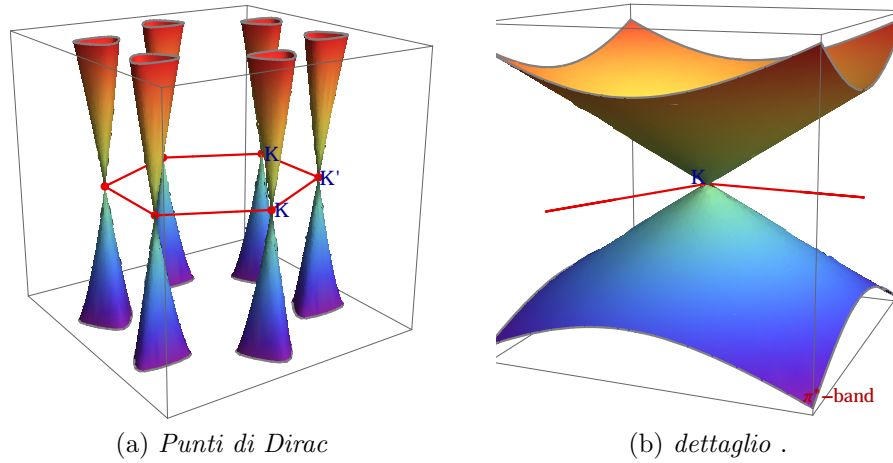 K
K'
K
K
π*-band
(a) Punti di Dirac
(b) dettaglio .